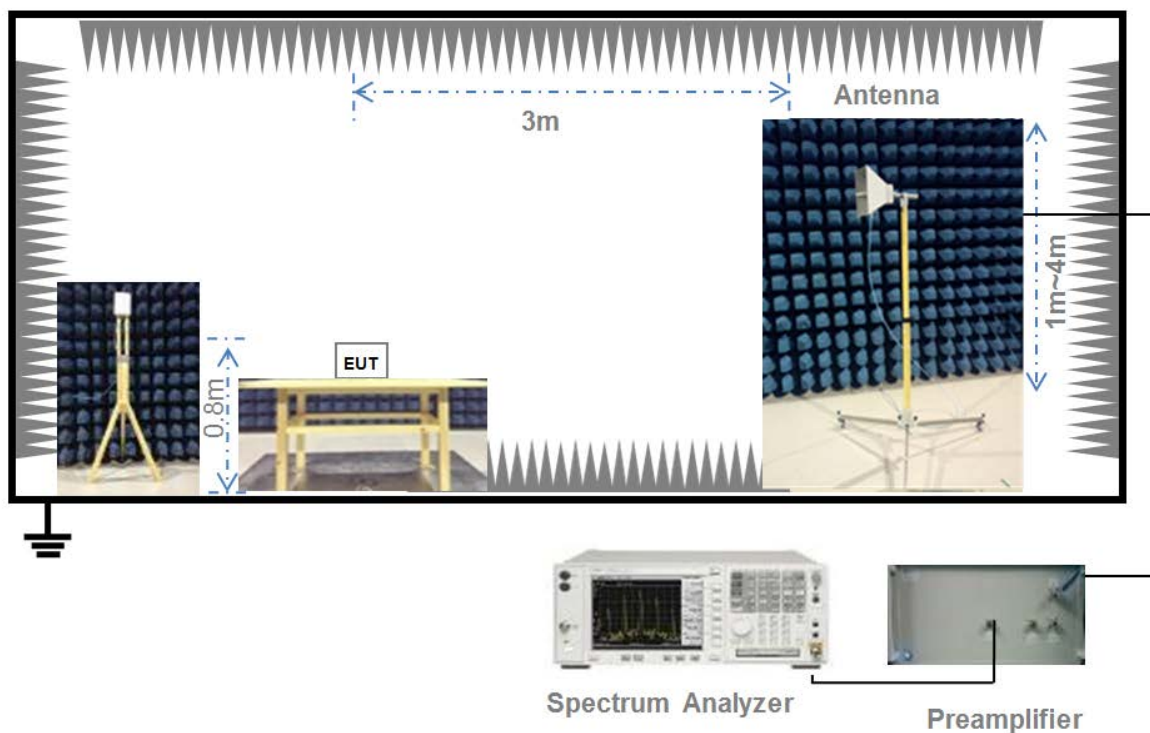 Antenna
3m
1m~4m
EUT
0.8m
Spectrum Analyzer
Preamplifier